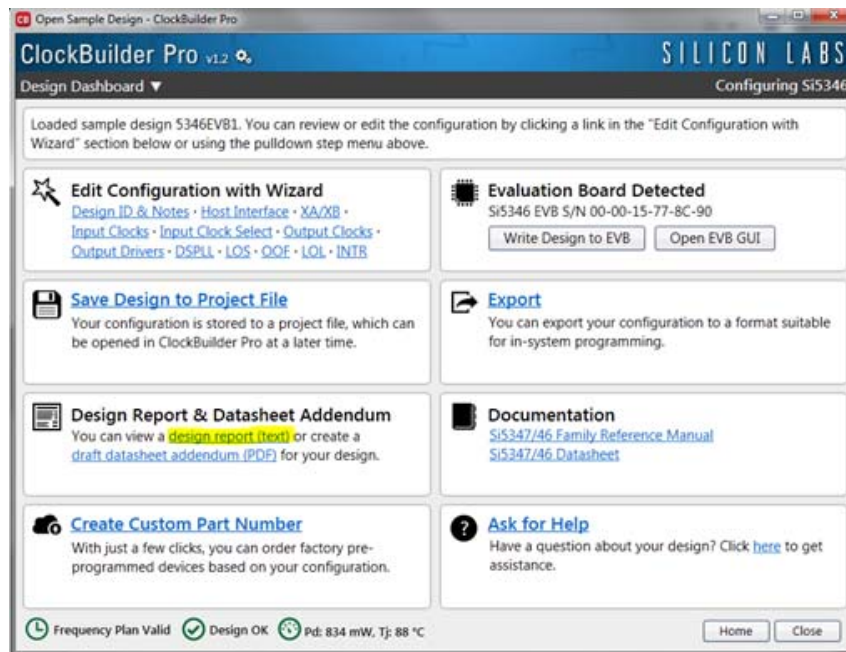 CB Open Sample Design - ClockBuilder Pro
ClockBuilder Pro v1.2
SILICON LABS
Design Dashboard ▼
Configuring Si5346
Loaded sample design 5346EVB1. You can review or edit the configuration by clicking a link in the "Edit Configuration with
Wizard" section below or using the pulldown step menu above.
Edit Configuration with Wizard
Design ID & Notes · Host Interface · XA/XB ·
Input Clocks · Input Clock Select · Output Clocks ·
Output Drivers · DSPLL · LOS · OOF · LOL · INTR
Evaluation Board Detected
Si5346 EVB S/N 00-00-15-77-8C-90
Write Design to EVB
Open EVB GUI
Save Design to Project File
Your configuration is stored to a project file, which can
be opened in ClockBuilder Pro at a later time.
Export
You can export your configuration to a format suitable
for in-system programming.
Design Report & Datasheet Addendum
You can view a design report (text) or create a
draft datasheet addendum (PDF) for your design.
Documentation
Si5347/46 Family Reference Manual
Si5347/46 Datasheet
Create Custom Part Number
With just a few clicks, you can order factory pre-
programmed devices based on your configuration.
Ask for Help
Have a question about your design? Click here to get
assistance.
Frequency Plan Valid
Design OK
Pd: 834 mW, Tj: 88 °C
Home
Close